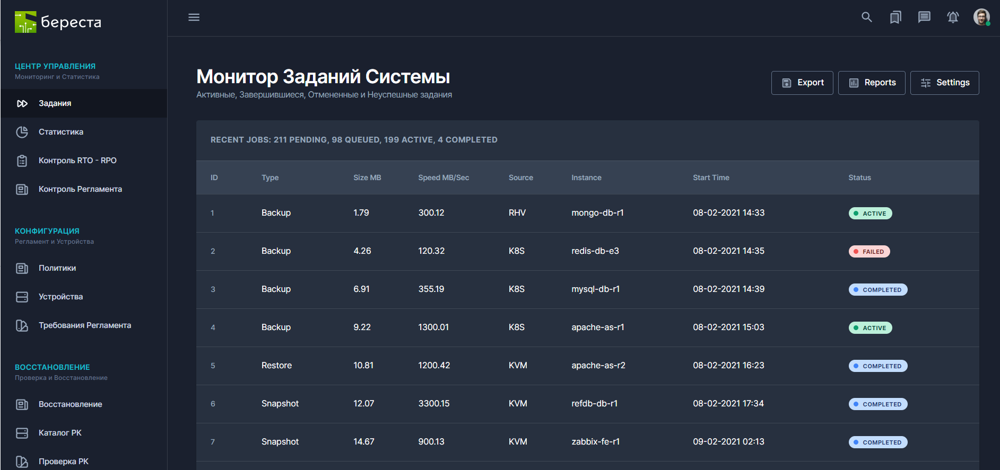 береста
ЦЕНТР УПРАВЛЕНИЯ
Мониторинг и Статистика
Задания
Статистика
Контроль RTO - RPO
Контроль Регламента
КОНФИГУРАЦИЯ
Регламент и Устройства
Политики
Устройства
Требования Регламента
ВОССТАНОВЛЕНИЕ
Проверка и Восстановление
Восстановление
Каталог РК
Проверка РК
Монитор Заданий Системы
Активные, Завершившиеся, Отмененные и Неуспешные задания
Export Reports Settings
RECENT JOBS: 211 PENDING, 98 QUEUED, 199 ACTIVE, 4 COMPLETED
ID Type Size MB Speed MB/Sec Source Instance Start Time Status
1 Backup 1.79 300.12 RHV mongo-db-r1 08-02-2021 14:33 ACTIVE
2 Backup 4.26 120.32 K8S redis-db-e3 08-02-2021 14:35 FAILED
3 Backup 6.91 355.19 K8S mysql-db-r1 08-02-2021 14:39 COMPLETED
4 Backup 9.22 1300.01 K8S apache-as-r1 08-02-2021 15:03 ACTIVE
5 Restore 10.81 1200.42 KVM apache-as-r2 08-02-2021 16:23 COMPLETED
6 Snapshot 12.07 3300.15 KVM refdb-db-r1 08-02-2021 17:34 COMPLETED
7 Snapshot 14.67 900.13 KVM zabbix-fe-r1 09-02-2021 02:13 COMPLETED